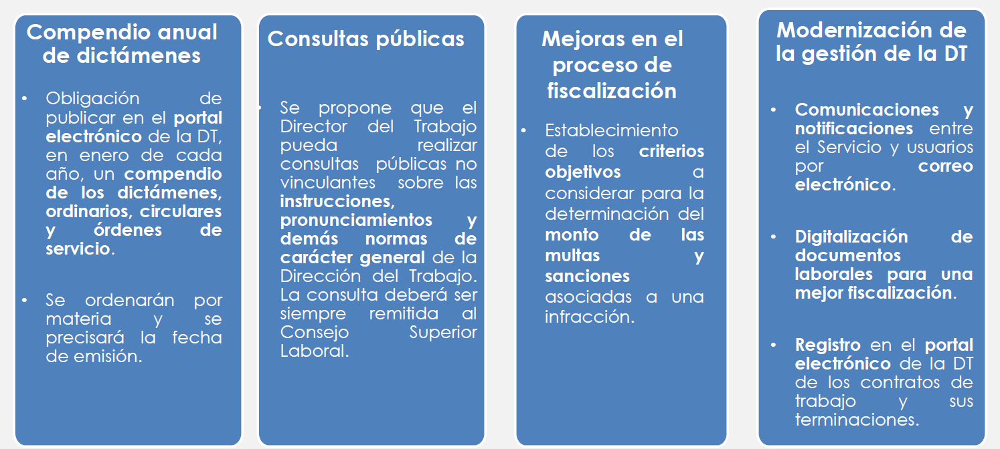 Compendio anual
de dictámenes
• Obligación de
publicar en el portal
electrónico de la DT,
en enero de cada
año, un compendio
de los dictámenes,
ordinarios, circulares
y órdenes de
servicio.
• Se ordenarán por
materia y se
precisará la fecha
de emisión.
Consultas públicas
• Se propone que el
Director del Trabajo
pueda realizar
consultas públicas no
vinculantes sobre las
instrucciones,
pronunciamientos y
demás normas de
carácter general de la
Dirección del Trabajo.
La consulta deberá ser
siempre remitida al
Consejo Superior
Laboral.
Mejoras en el
proceso de
fiscalización
• Establecimiento
de los criterios
objetivos a
considerar para la
determinación del
monto de las
multas y
sanciones
asociadas a una
infracción.
Modernización de
la gestión de la DT
• Comunicaciones y
notificaciones entre
el Servicio y usuarios
por correo
electrónico.
• Digitalización de
documentos
laborales para una
mejor fiscalización.
• Registro en el portal
electrónico de la DT
de los contratos de
trabajo y sus
terminaciones.